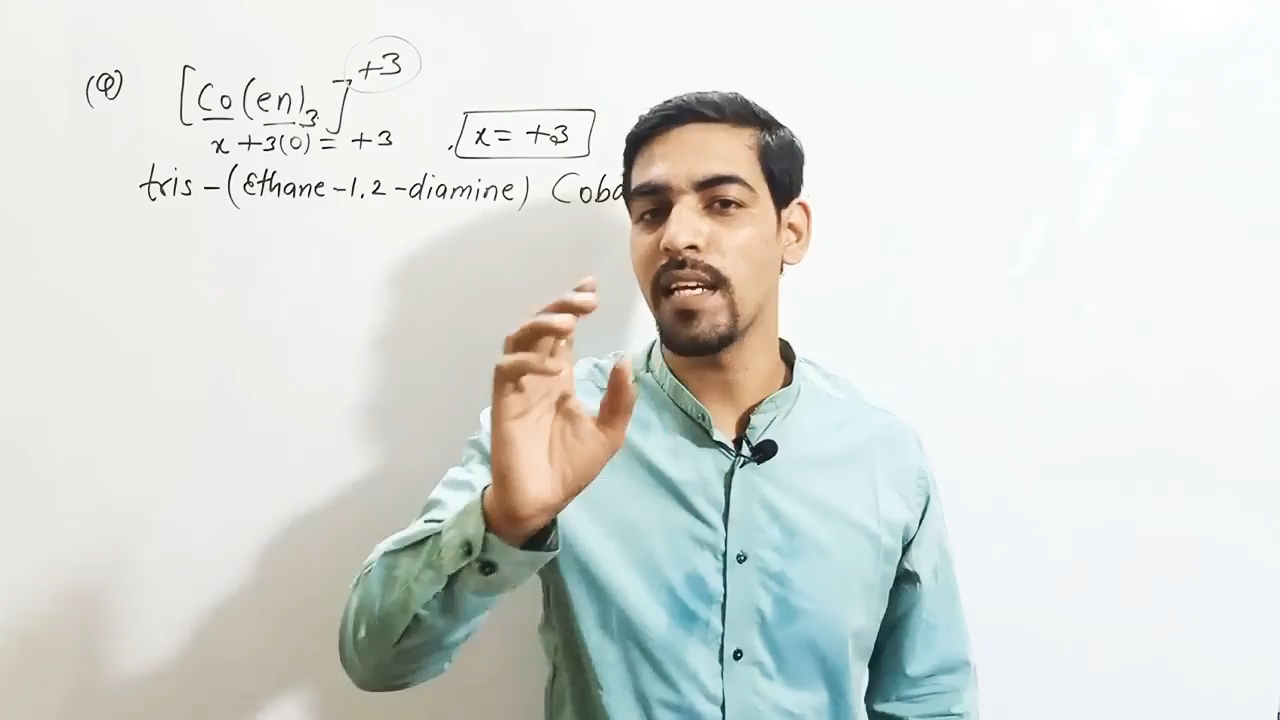 (Q) [Co(en)₃]⁺³
x + 3(0) = +3 x = +3
tris-(Ethane-1.2-diamine) Coba